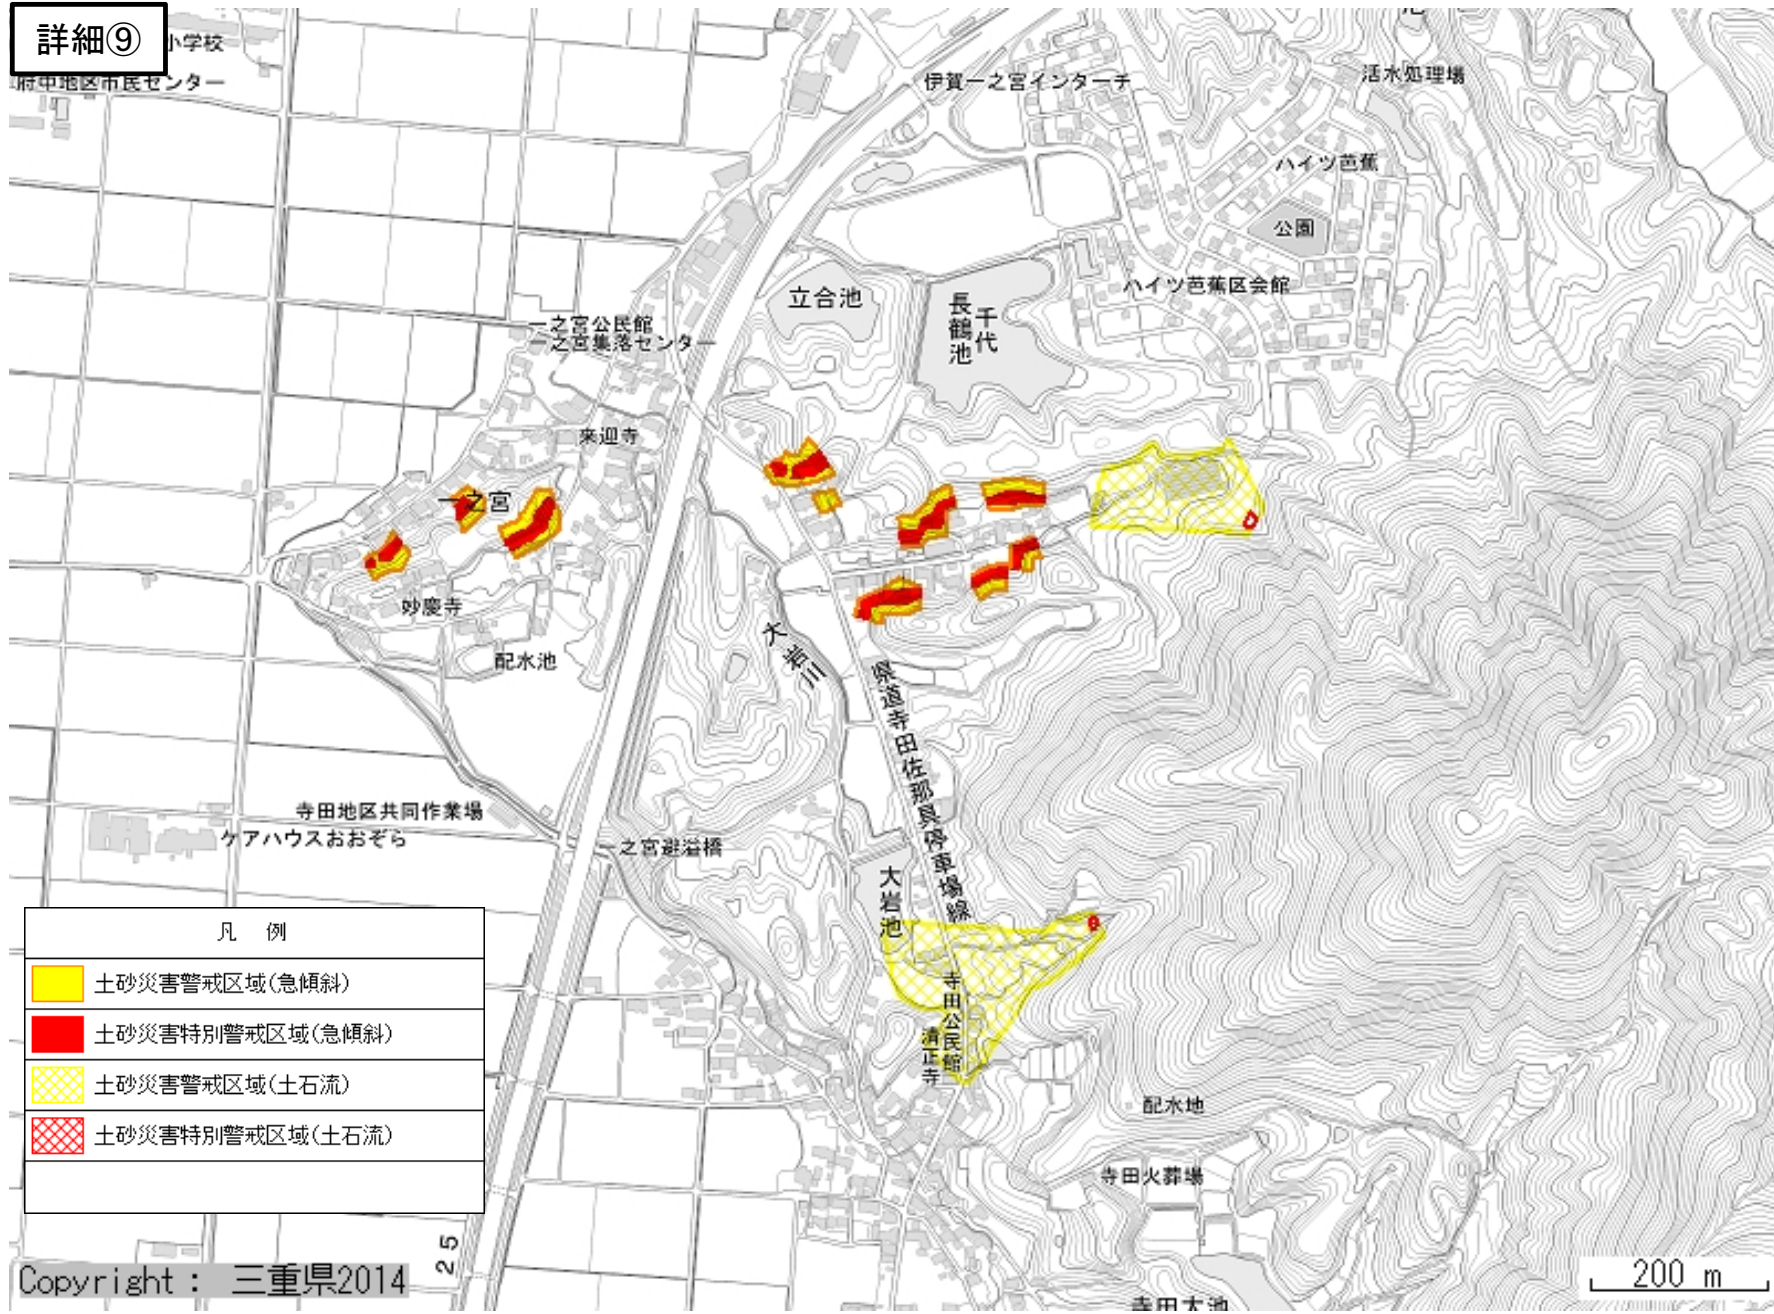 詳細⑨
小学校
府中地区市民センター
伊賀一之宮インターチ
活水処理場
ハイツ芭蕉
公園
ハイツ芭蕉区会館
立合池
千代
長鶴池
一之宮公民館
一之宮集落センター
来迎寺
一之宮
妙慶寺
配水池
大岩川
県道寺田佐那具停車場線
寺田地区共同作業場
ケアハウスおおぞら
一之宮避溢橋
大岩池
寺田公民館
清正寺
配水地
寺田火葬場
寺田大池
凡 例
土砂災害警戒区域(急傾斜)
土砂災害特別警戒区域(急傾斜)
土砂災害警戒区域(土石流)
土砂災害特別警戒区域(土石流)
25
Copyright : 三重県2014
200 m